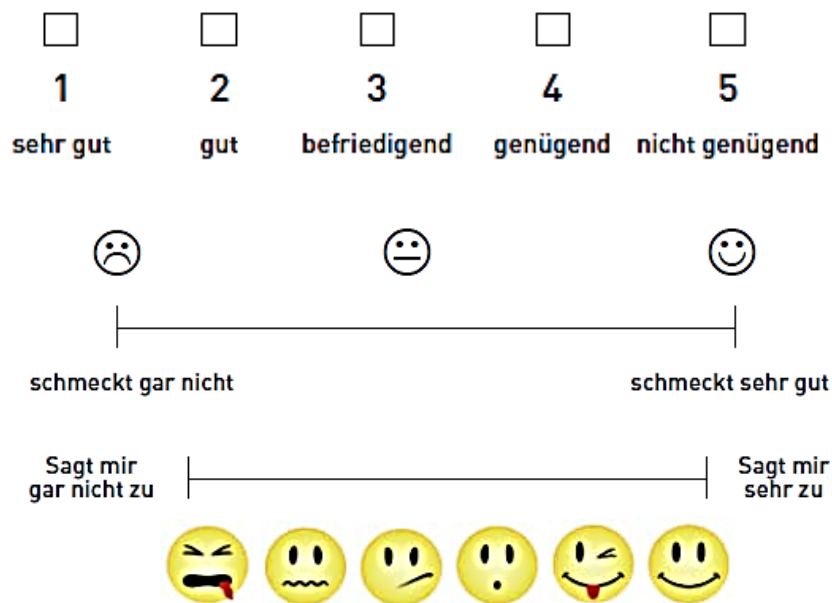 1 2 3 4 5
sehr gut gut befriedigend genügend nicht genügend
schmeckt gar nicht schmeckt sehr gut
Sagt mir
gar nicht zu
Sagt mir
sehr zu